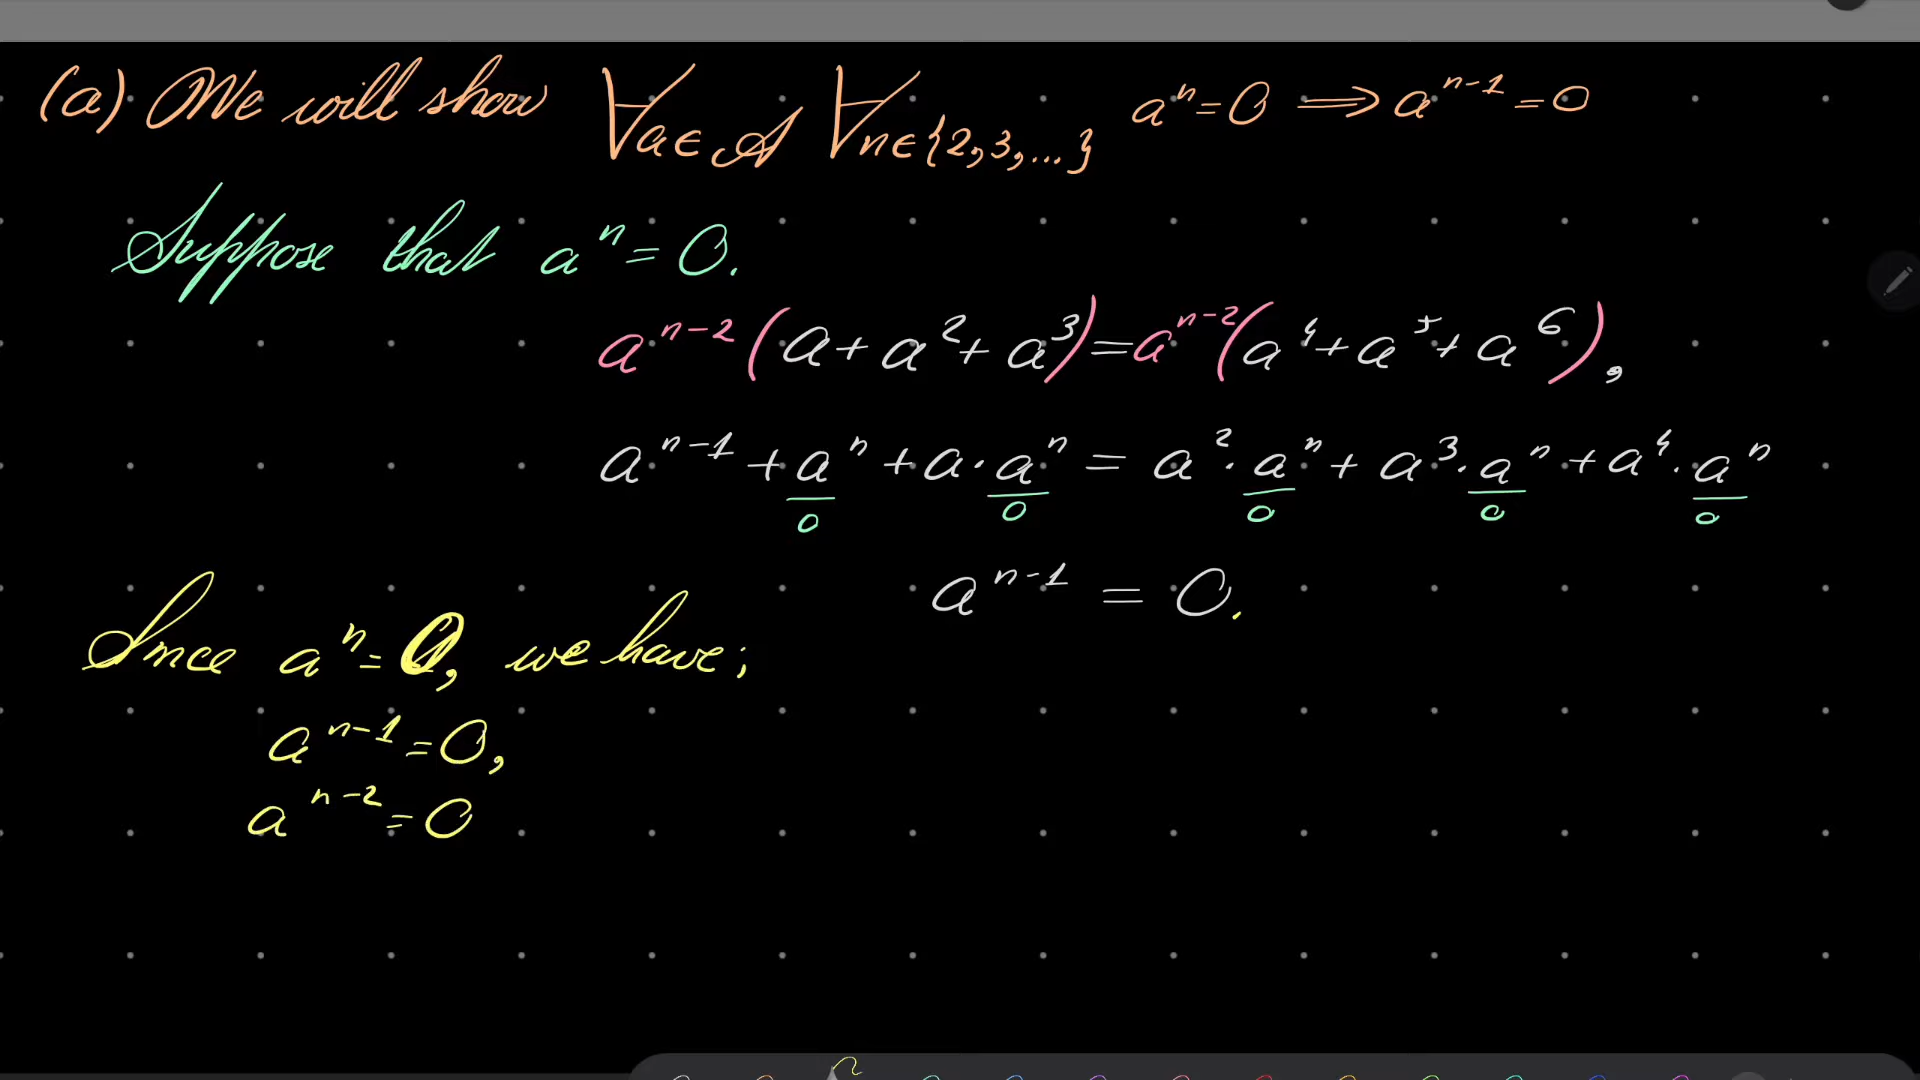 (a) We will show ∀a∈A ∀n∈{2,3,...} aⁿ=0 ⟹ aⁿ⁻¹=0
Suppose that aⁿ=0.
aⁿ⁻²(a+a²+a³)=aⁿ⁻²(a⁴+a⁵+a⁶),
aⁿ⁻¹+aⁿ+a·aⁿ=a²·aⁿ+a³·aⁿ+a⁴·aⁿ
0 0 0 0 0
aⁿ⁻¹=0.
Since aⁿ=0, we have;
aⁿ⁻¹=0,
aⁿ⁻²=0